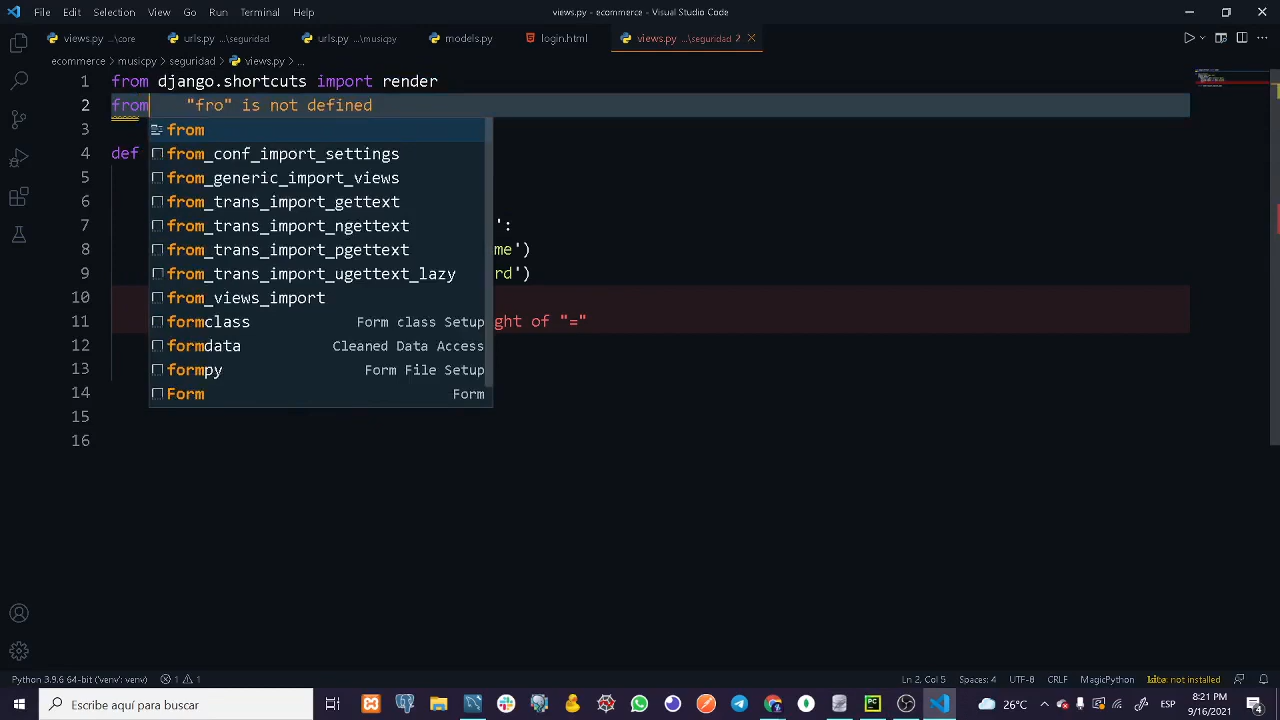 File Edit Selection View Go Run Terminal Help
views.py - ecommerce - Visual Studio Code
views.py ...\core
urls.py ...\seguridad
urls.py ...\musicpy
models.py
login.html
views.py ...\seguridad 2
ecommerce > musicpy > seguridad > views.py > ...
1 from django.shortcuts import render
2 from "fro" is not defined
3 from
4 def from_conf_import_settings
5 from_generic_import_views
6 from_trans_import_gettext
7 from_trans_import_ngettext ':
8 from_trans_import_pgettext me')
9 from_trans_import_ugettext_lazy rd')
10 from_views_import
11 formclass Form class Setup ght of "="
12 formdata Cleaned Data Access
13 formpy Form File Setup
14 Form Form
15
16
Python 3.9.6 64-bit ('venv': venv) 1 1
Ln 2, Col 5 Spaces: 4 UTF-8 CRLF MagicPython kite: not installed
Escribe aquí para buscar
26°C ESP 8:21 PM
9/16/2021
4